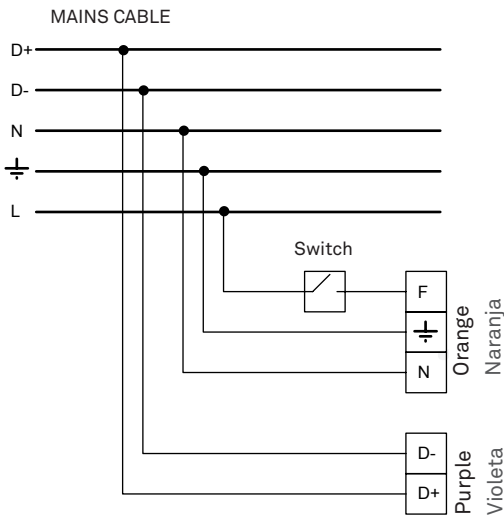 MAINS CABLE
D+
D-
N
L
Switch
F
N
Orange
Naranja
D-
D+
Purple
Violeta